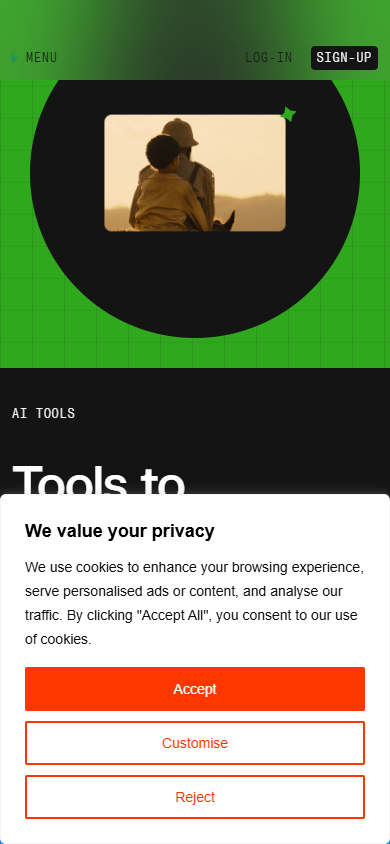 MENU
LOG-IN
SIGN-UP
AI TOOLS
Tools to
We value your privacy
We use cookies to enhance your browsing experience,
serve personalised ads or content, and analyse our
traffic. By clicking "Accept All", you consent to our use
of cookies.
Accept
Customise
Reject